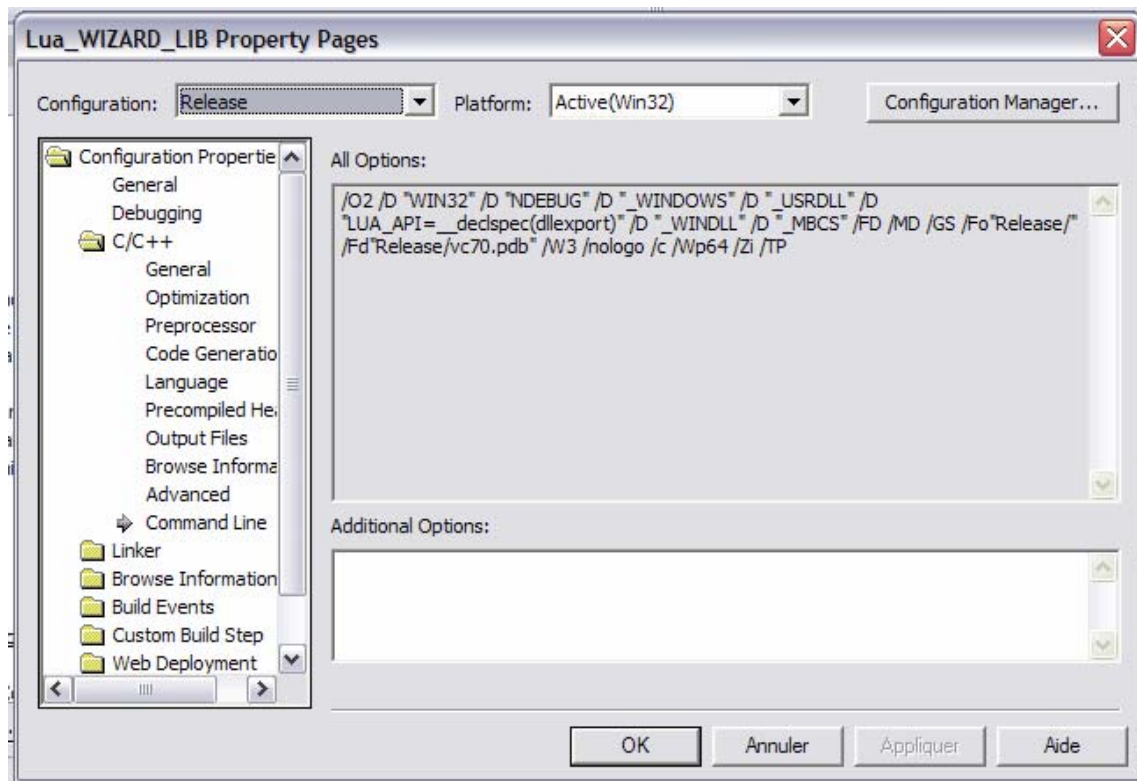 Lua_WIZARD_LIB Property Pages
Configuration: Release Platform: Active(Win32) Configuration Manager...
Configuration Propertie
General
Debugging
C/C++
General
Optimization
Preprocessor
Code Generatio
Language
Precompiled He
Output Files
Browse Informa
Advanced
Command Line
Linker
Browse Information
Build Events
Custom Build Step
Web Deployment
All Options:
/O2 /D "WIN32" /D "NDEBUG" /D "_WINDOWS" /D "_USRDLL" /D
"LUA_API=__declspec(dllexport)" /D "_WINDLL" /D "_MBCS" /FD /MD /GS /Fo"Release/"
/Fd"Release/vc70.pdb" /W3 /nologo /c /Wp64 /Zi /TP
Additional Options:
OK Annuler Appliquer Aide